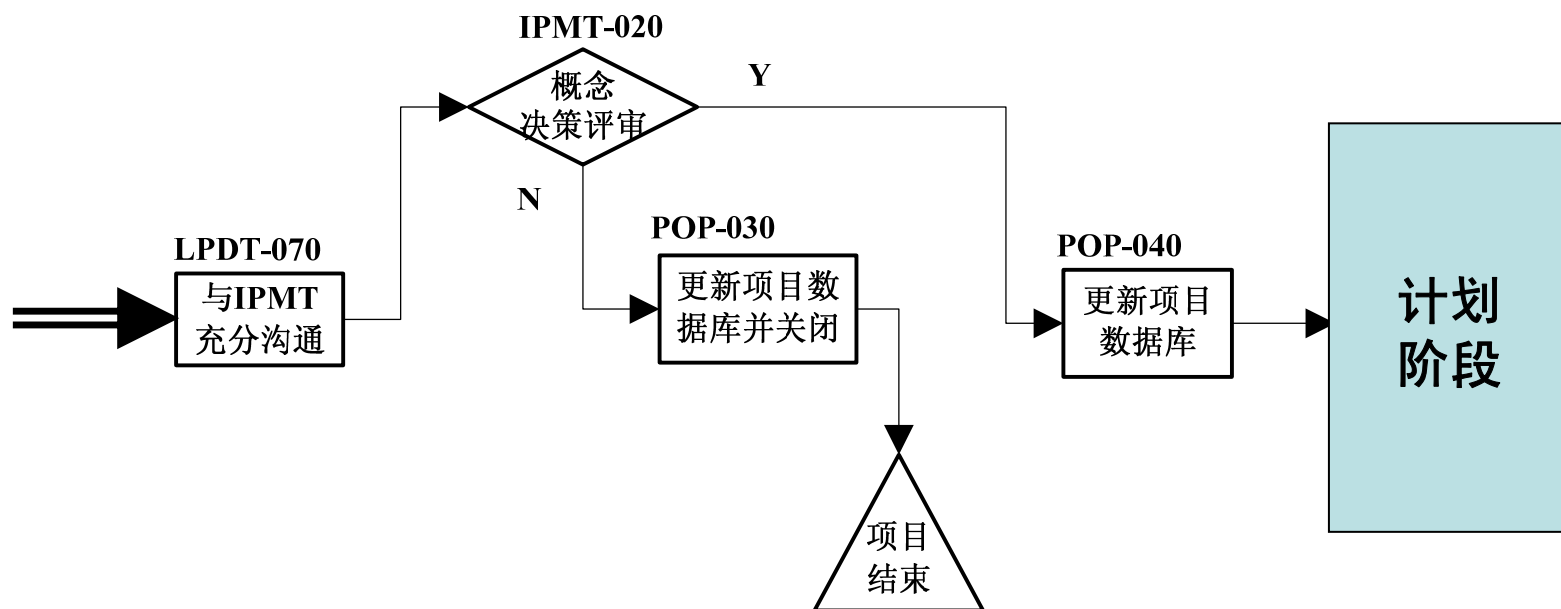 IPMT-020
概念
决策评审
Y
N
LPDT-070
与IPMT
充分沟通
POP-030
更新项目数
据库并关闭
POP-040
更新项目
数据库
计划
阶段
项目
结束